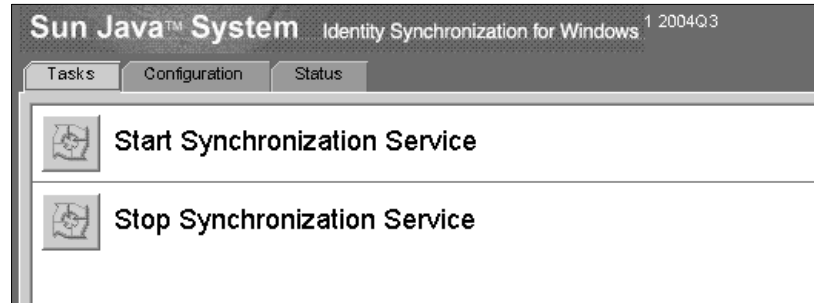 Sun Java™ System Identity Synchronization for Windows 1 2004Q3
Tasks Configuration Status
Start Synchronization Service
Stop Synchronization Service